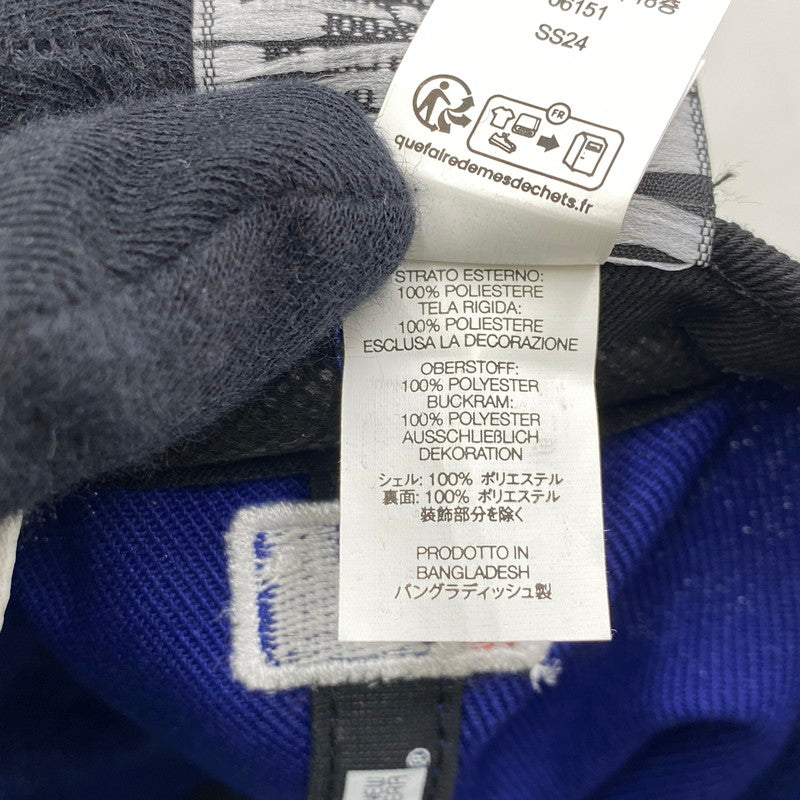 06151
SS24
FR
quefairedemesdechets.fr
STRATO ESTERNO:
100% POLIESTERE
TELA RIGIDA:
100% POLIESTERE
ESCLUSA LA DECORAZIONE
OBERSTOFF:
100% POLYESTER
BUCKRAM:
100% POLYESTER
AUSSCHLIEßLICH
DEKORATION
シェル: 100% ポリエステル
裏面: 100% ポリエステル
装飾部分を除く
PRODOTTO IN
BANGLADESH
バングラディッシュ製
NEW
ERA